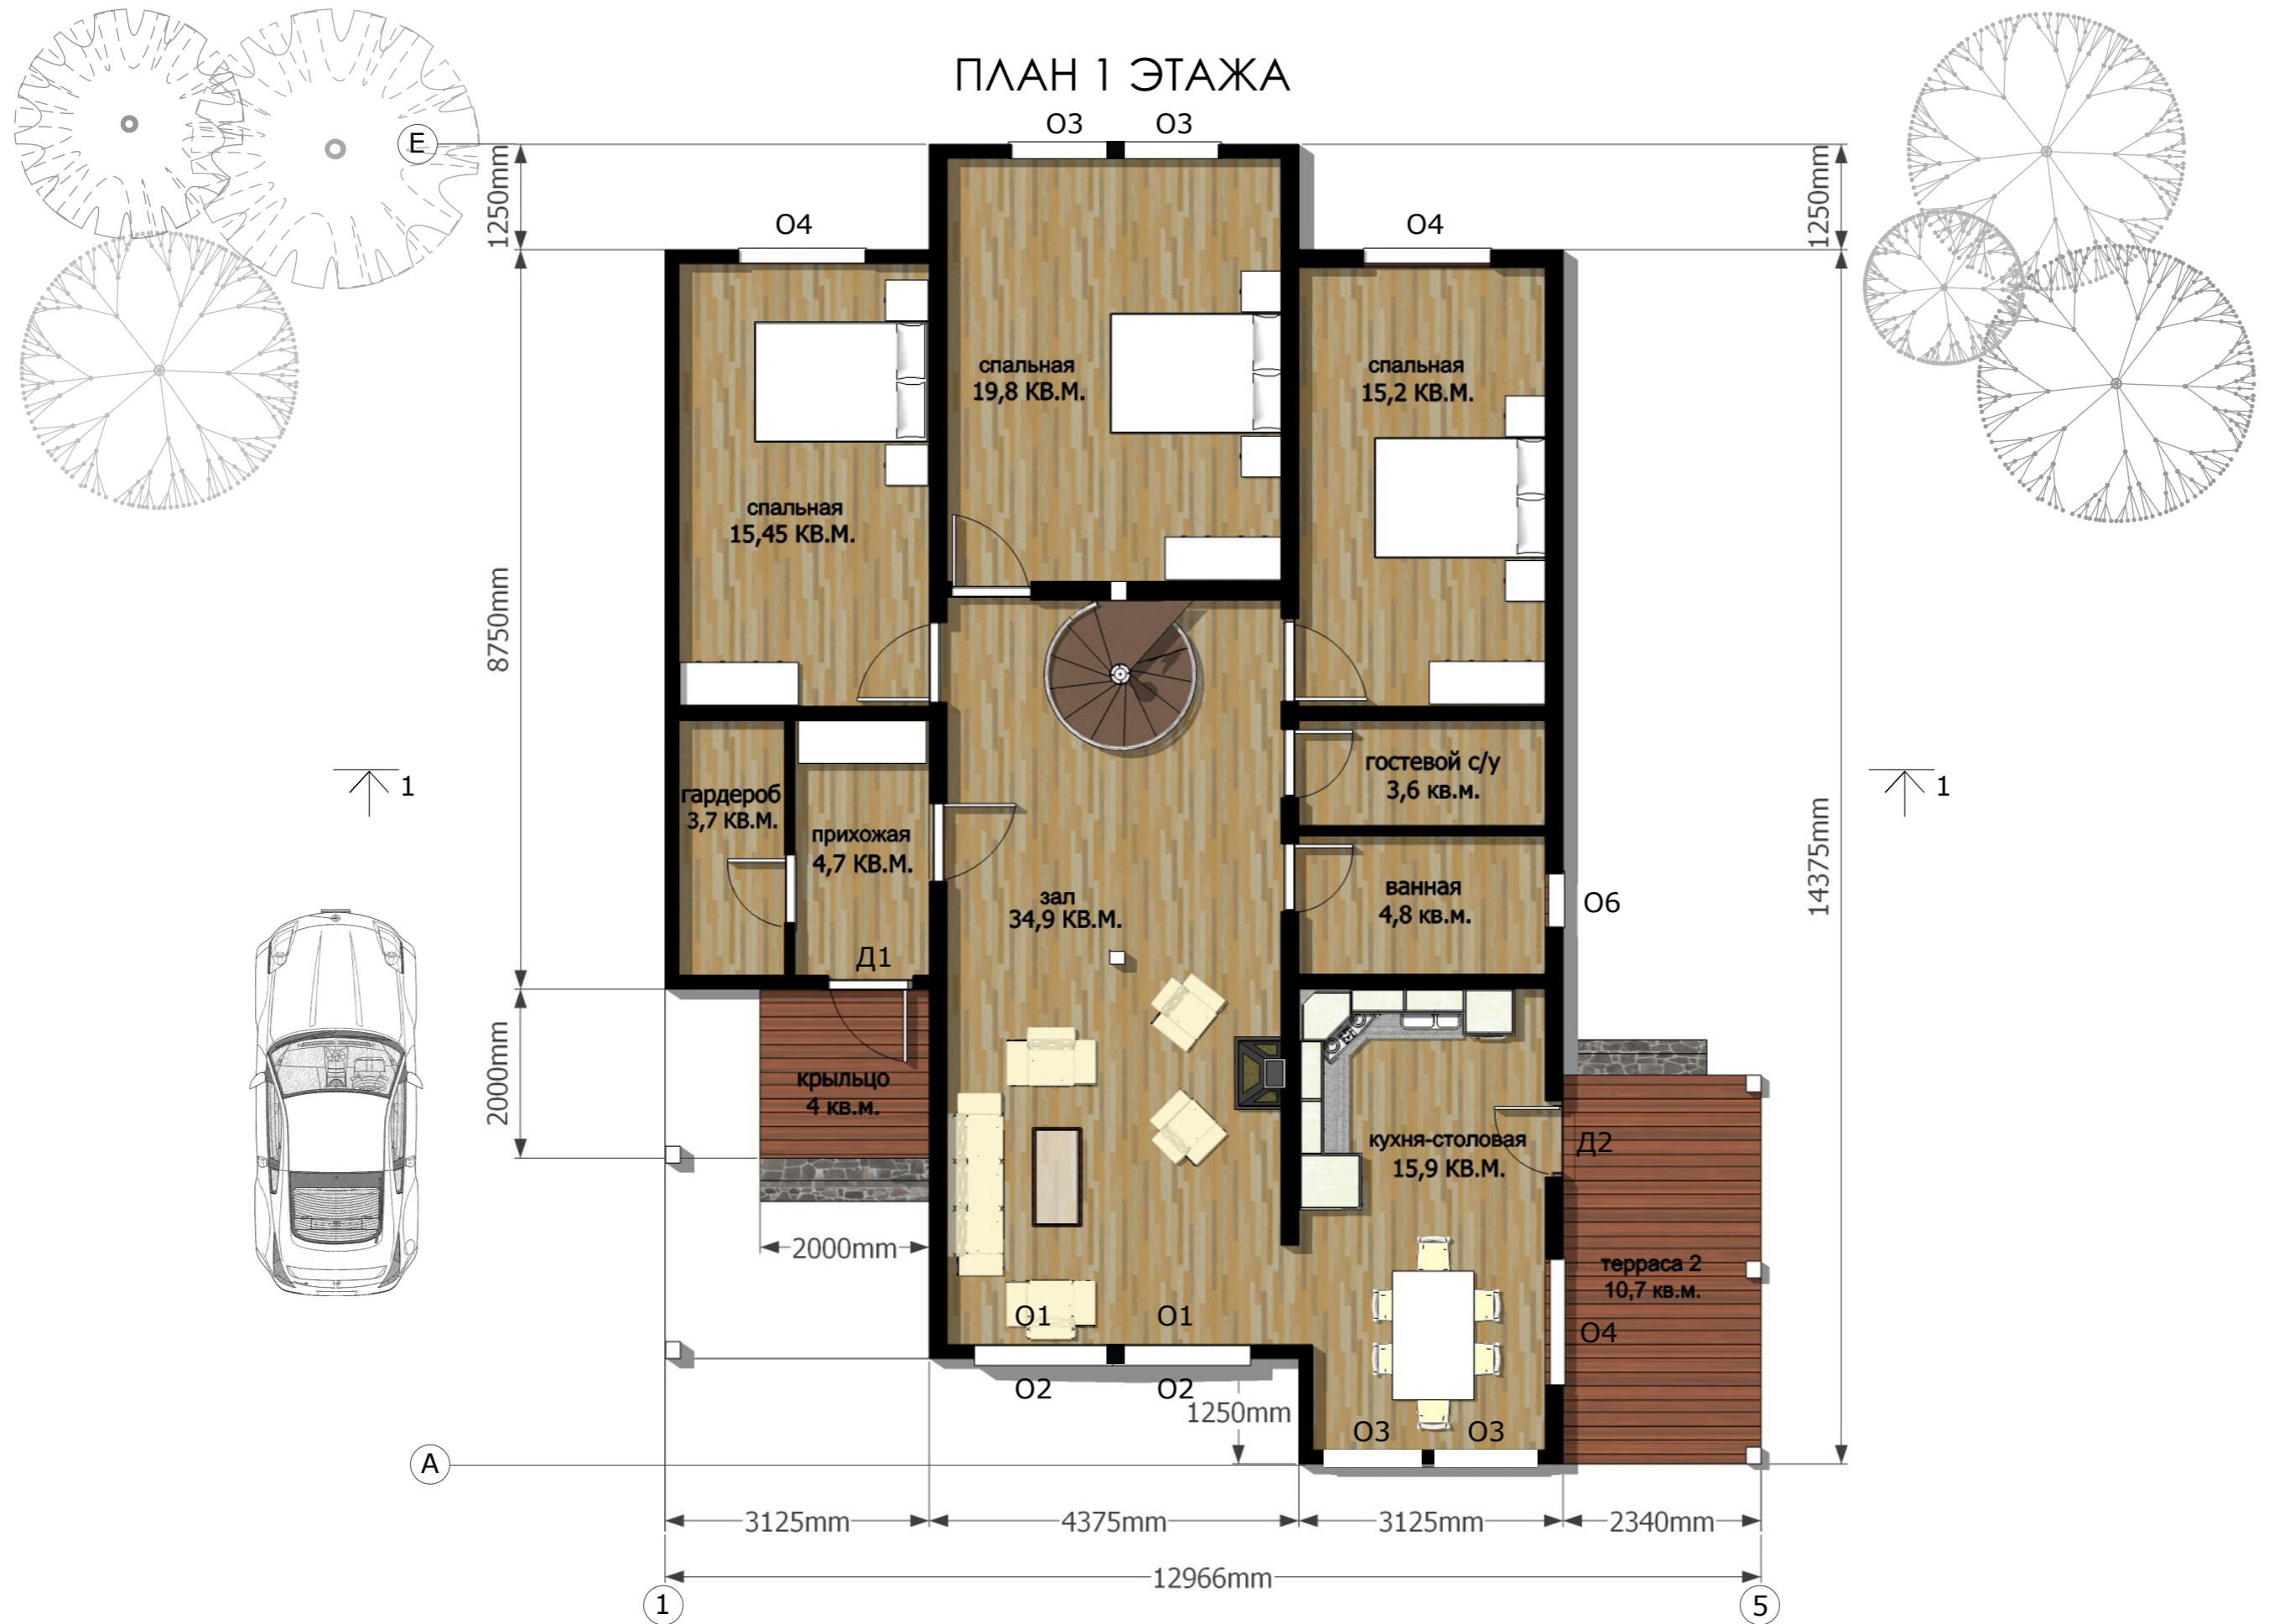 ПЛАН 1 ЭТАЖА
О3 О3
Е
1250mm
1250mm
О4
О4
спальная
19,8 КВ.М.
спальная
15,2 КВ.М.
спальная
15,45 КВ.М.
8750mm
14375mm
1
1
гостевой с/у
3,6 кв.м.
гардероб
3,7 КВ.М.
прихожая
4,7 КВ.М.
ванная
4,8 кв.м.
О6
зал
34,9 КВ.М.
Д1
2000mm
крыльцо
4 кв.м.
кухня-столовая
15,9 КВ.М.
Д2
2000mm
терраса 2
10,7 кв.м.
О1 О1
О4
О2 О2
1250mm
О3 О3
А
3125mm 4375mm 3125mm 2340mm
12966mm
1 5